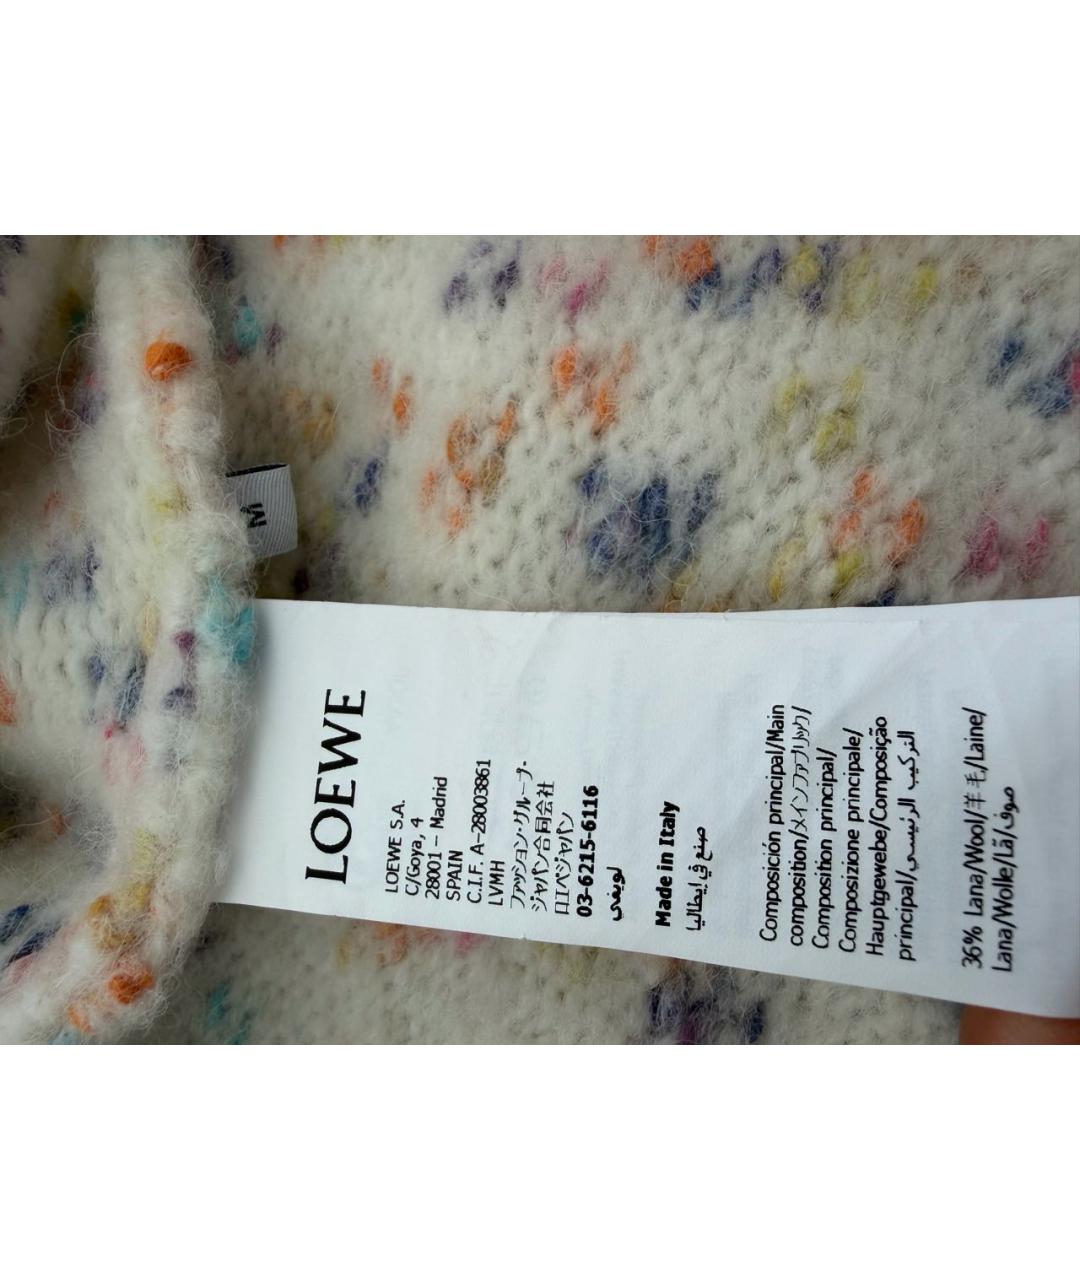 M
LOEWE
LOEWE S.A.
C/Goya, 4
28001 – Madrid
SPAIN
C.I.F. A-28003861
LVMH
ファッション・グループ・
ジャパン合同会社
ロエベジャパン
03-6215-6116
لويفي
Made in Italy
صنع في إيطاليا
Composición principal/Main
composition/メインファブリック/
Composition principal/
Composizione principale/
Hauptgewebe/Composição
principal/التركيب الرئيسي
36% Lana/Wool/羊毛/Laine/
Lana/Wolle/Lã/صوف/